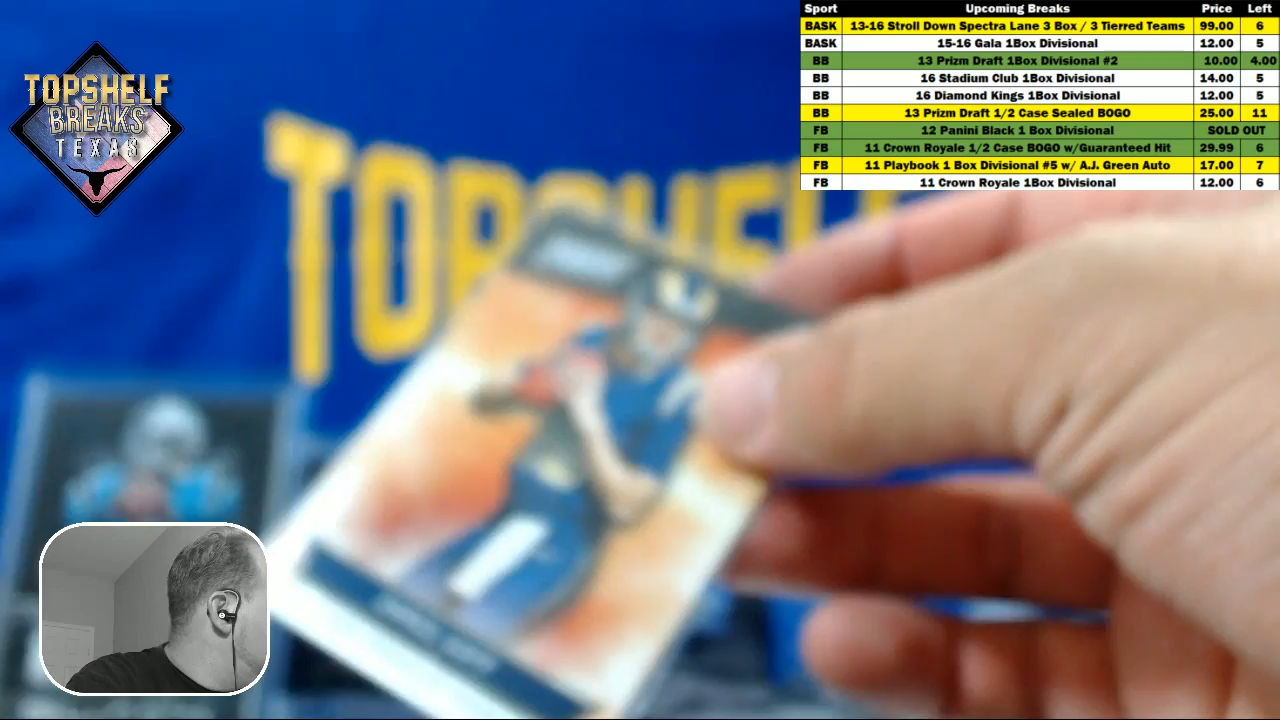 TOPSHELF
BREAKS
TEXAS
Sport Upcoming Breaks Price Left
BASK 13-16 Stroll Down Spectra Lane 3 Box / 3 Tierred Teams 99.00 6
BASK 15-16 Gala 1Box Divisional 12.00 5
BB 13 Prizm Draft 1Box Divisional #2 10.00 4.00
BB 16 Stadium Club 1Box Divisional 14.00 5
BB 16 Diamond Kings 1Box Divisional 12.00 5
BB 13 Prizm Draft 1/2 Case Sealed BOGO 25.00 11
FB 12 Panini Black 1 Box Divisional SOLD OUT
FB 11 Crown Royale 1/2 Case BOGO w/Guaranteed Hit 29.99 6
FB 11 Playbook 1 Box Divisional #5 w/ A.J. Green Auto 17.00 7
FB 11 Crown Royale 1Box Divisional 12.00 6
TOPSHELF